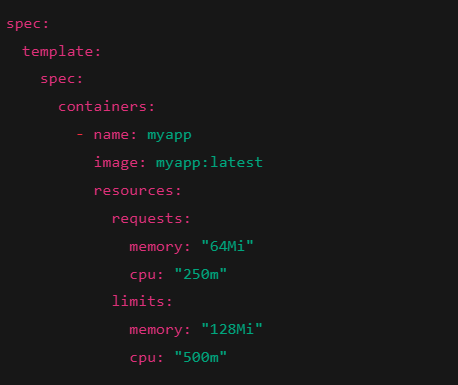 spec:
  template:
    spec:
      containers:
        - name: myapp
          image: myapp:latest
          resources:
            requests:
              memory: "64Mi"
              cpu: "250m"
            limits:
              memory: "128Mi"
              cpu: "500m"